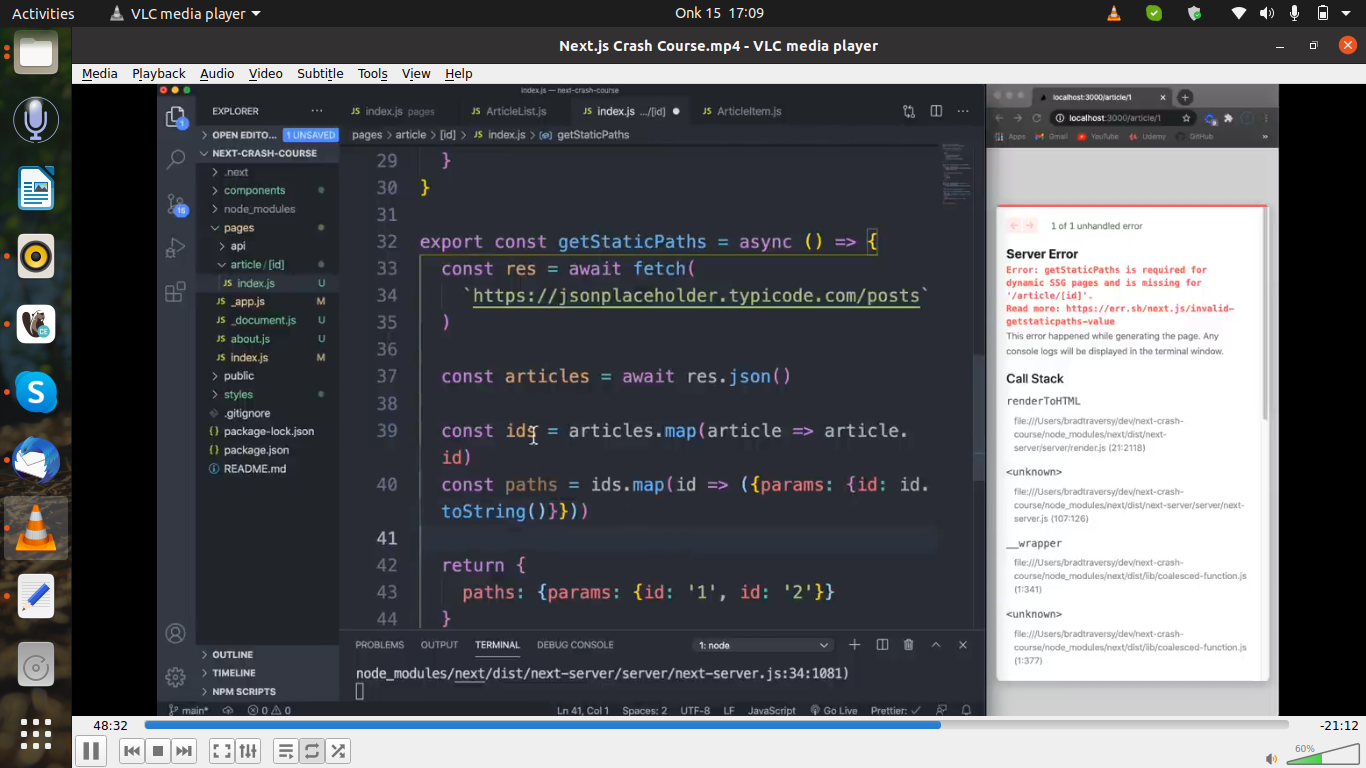 Activities
VLC media player
Onk 15 17:09
Next.js Crash Course.mp4 - VLC media player
Media Playback Audio Video Subtitle Tools View Help
index.js — next-crash-course
EXPLORER
index.js pages
ArticleList.js
index.js .../[id]
ArticleItem.js
OPEN EDITO... 1 UNSAVED
pages > article > [id] > index.js > getStaticPaths
NEXT-CRASH-COURSE
.next
components
node_modules
pages
api
article / [id]
index.js U
_app.js M
_document.js U
about.js U
index.js M
public
styles
.gitignore
package-lock.json
package.json
README.md
OUTLINE
TIMELINE
NPM SCRIPTS
29 }
30 }
31
32 export const getStaticPaths = async () => {
33 const res = await fetch(
34 `https://jsonplaceholder.typicode.com/posts`
35 )
36
37 const articles = await res.json()
38
39 const ids = articles.map(article => article.
id)
40 const paths = ids.map(id => ({params: {id: id.
toString()}}))
41
42 return {
43 paths: {params: {id: '1', id: '2'}}
44 }
PROBLEMS OUTPUT TERMINAL DEBUG CONSOLE 1: node
node_modules/next/dist/next-server/server/next-server.js:34:1081)
main* 0 0 Ln 41, Col 1 Spaces: 2 UTF-8 LF JavaScript Go Live Prettier: ✓
localhost:3000/article/1
localhost:3000/article/1
Apps Gmail YouTube Udemy GitHub »
1 of 1 unhandled error
Server Error
Error: getStaticPaths is required for
dynamic SSG pages and is missing for
'/article/[id]'.
Read more: https://err.sh/next.js/invalid-
getstaticpaths-value
This error happened while generating the page. Any
console logs will be displayed in the terminal window.
Call Stack
renderToHTML
file:///Users/bradtraversy/dev/next-crash-
course/node_modules/next/dist/next-
server/server/render.js (21:2118)
<unknown>
file:///Users/bradtraversy/dev/next-crash-
course/node_modules/next/dist/next-server/server/next-
server.js (107:126)
__wrapper
file:///Users/bradtraversy/dev/next-crash-
course/node_modules/next/dist/lib/coalesced-function.js
(1:341)
<unknown>
file:///Users/bradtraversy/dev/next-crash-
course/node_modules/next/dist/lib/coalesced-function.js
(1:377)
48:32
-21:12
60%